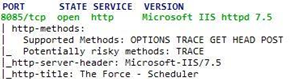 PORT STATE SERVICE VERSION
8085/tcp open http Microsoft IIS httpd 7.5
| http-methods:
| Supported Methods: OPTIONS TRACE GET HEAD POST
|_ Potentially risky methods: TRACE
|_http-server-header: Microsoft-IIS/7.5
|_http-title: The Force - Scheduler